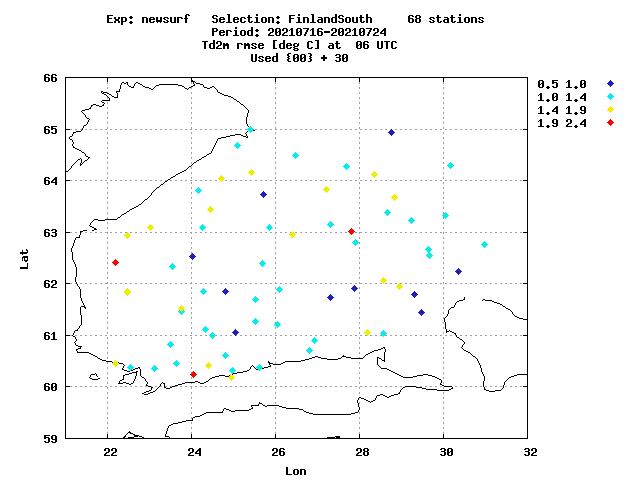 Exp: newsurf Selection: FinlandSouth 68 stations
Period: 20210716-20210724
Td2m rmse [deg C] at 06 UTC
Used {00} + 30
0.5 1.0
1.0 1.4
1.4 1.9
1.9 2.4
66
65
64
63
62
61
60
59
Lat
22 24 26 28 30 32
Lon